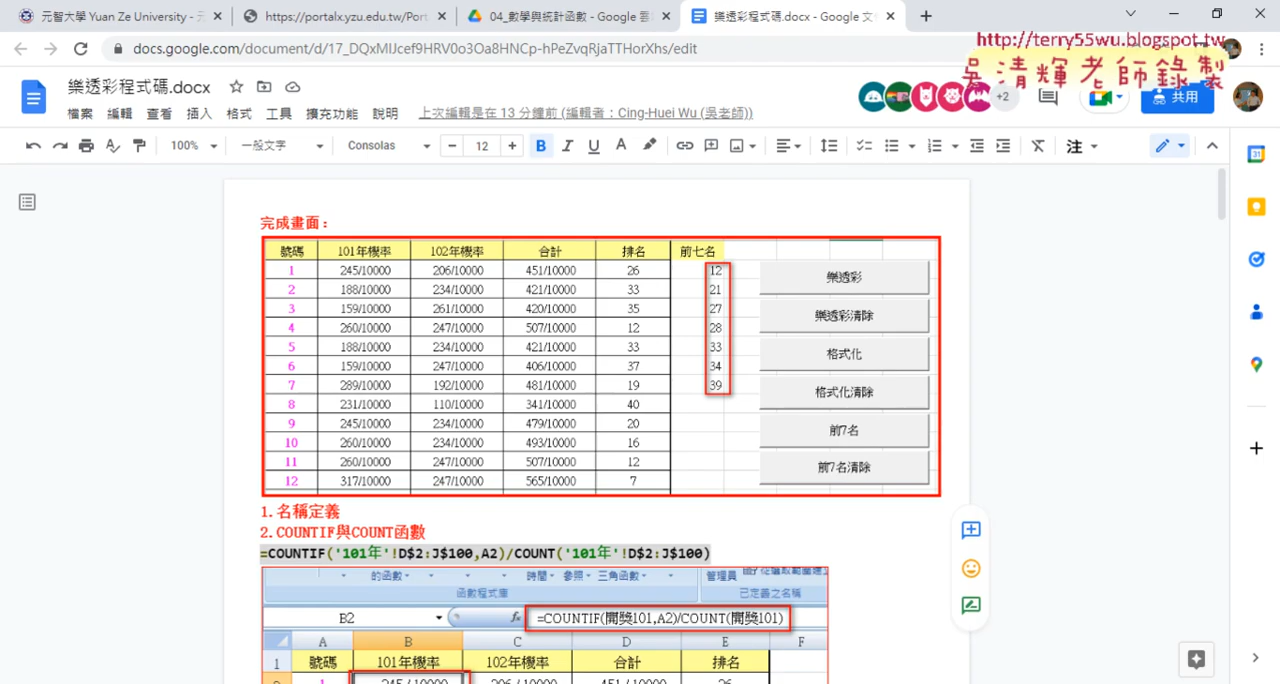 Yuan Ze University - 元智大學
https://portalx.yzu.edu.tw/Port
04_數學與統計函數 - Google 雲
樂透彩程式碼.docx - Google 文
docs.google.com/document/d/17_DQxMlJcef9HRV0o3Oa8HNCp-hPeZvqRjaTTHorXhs/edit
http://terry55wu.blogspot.tw
吳清輝老師錄製
樂透彩程式碼.docx
+2
共用
檔案 編輯 查看 插入 格式 工具 擴充功能 說明 上次編輯是在 13 分鐘前 (編輯者：Cing-Huei Wu (吳老師))
100% 一般文字 Consolas 12 B I U A 注
完成畫面：
號碼 101年機率 102年機率 合計 排名 前七名
1 245/10000 206/10000 451/10000 26 12
2 188/10000 234/10000 421/10000 33 21
3 159/10000 261/10000 420/10000 35 27
4 260/10000 247/10000 507/10000 12 28
5 188/10000 234/10000 421/10000 33 33
6 159/10000 247/10000 406/10000 37 34
7 289/10000 192/10000 481/10000 19 39
8 231/10000 110/10000 341/10000 40
9 245/10000 234/10000 479/10000 20
10 260/10000 234/10000 493/10000 16
11 260/10000 247/10000 507/10000 12
12 317/10000 247/10000 565/10000 7
樂透彩
樂透彩清除
格式化
格式化清除
前7名
前7名清除
1.名稱定義
2.COUNTIF與COUNT函數
=COUNTIF('101年'!D$2:J$100,A2)/COUNT('101年'!D$2:J$100)
的函數 時間 參照 三角函數 管理員
函數程式庫 已定義之名稱
B2 fx =COUNTIF(開獎101,A2)/COUNT(開獎101)
A B C D E F
1 號碼 101年機率 102年機率 合計 排名
1 245/10000 206/10000 451/10000 26